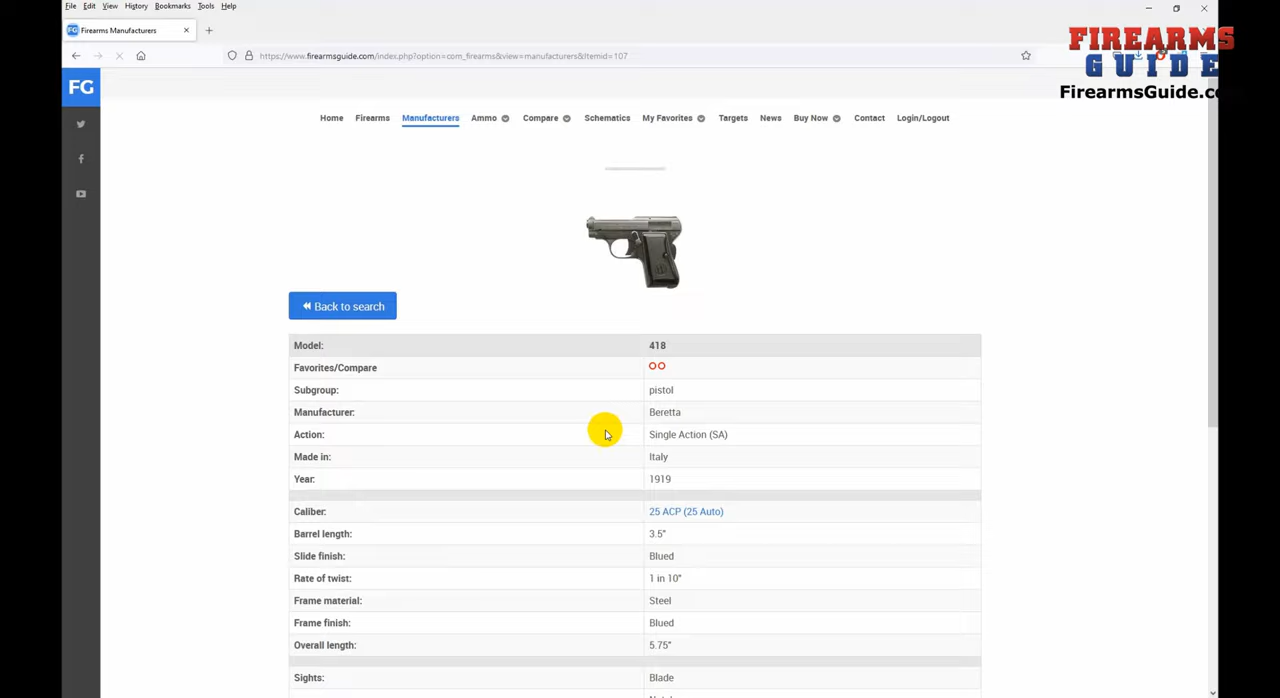 File Edit View History Bookmarks Tools Help
FG Firearms Manufacturers
https://www.firearmsguide.com/index.php?option=com_firearms&view=manufacturers&Itemid=107
FIREARMS
GUIDE
FirearmsGuide.co
FG
Home Firearms Manufacturers Ammo Compare Schematics My Favorites Targets News Buy Now Contact Login/Logout
Back to search
Model: 418
Favorites/Compare
Subgroup: pistol
Manufacturer: Beretta
Action: Single Action (SA)
Made in: Italy
Year: 1919
Caliber: 25 ACP (25 Auto)
Barrel length: 3.5"
Slide finish: Blued
Rate of twist: 1 in 10"
Frame material: Steel
Frame finish: Blued
Overall length: 5.75"
Sights: Blade